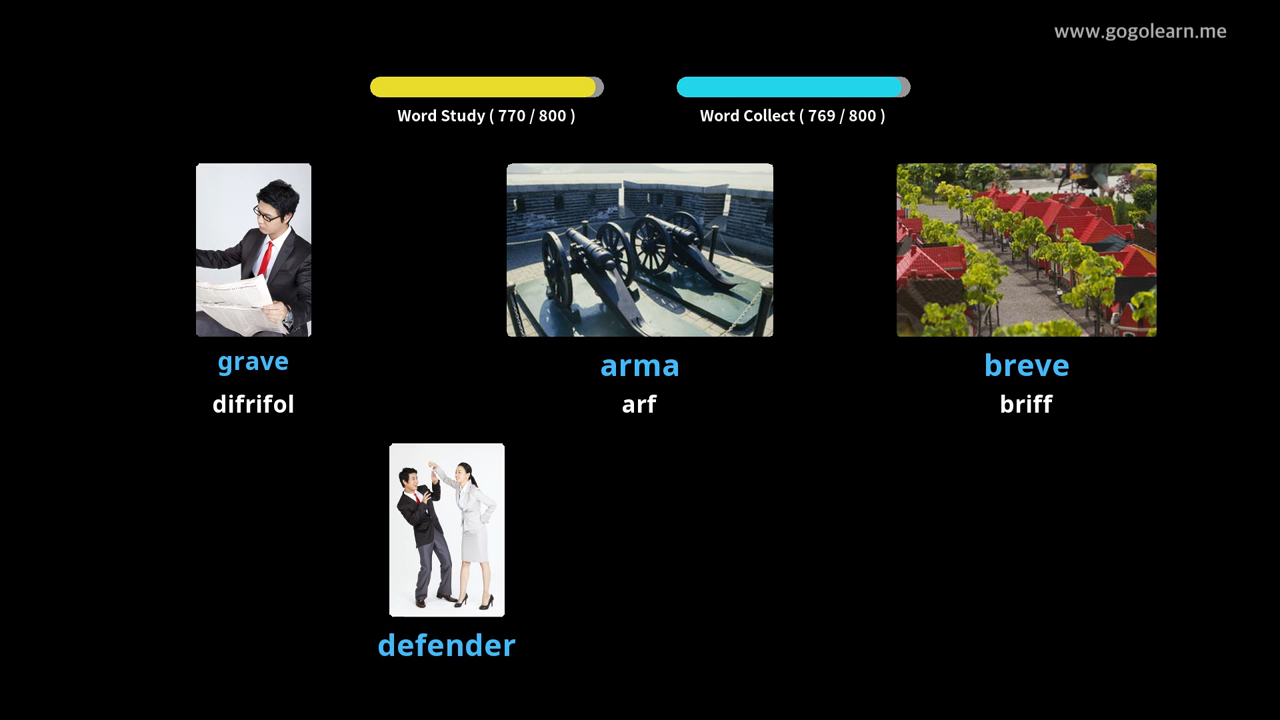 www.gogolearn.me
Word Study ( 770 / 800 )
Word Collect ( 769 / 800 )
grave
difrifol
arma
arf
breve
briff
defender